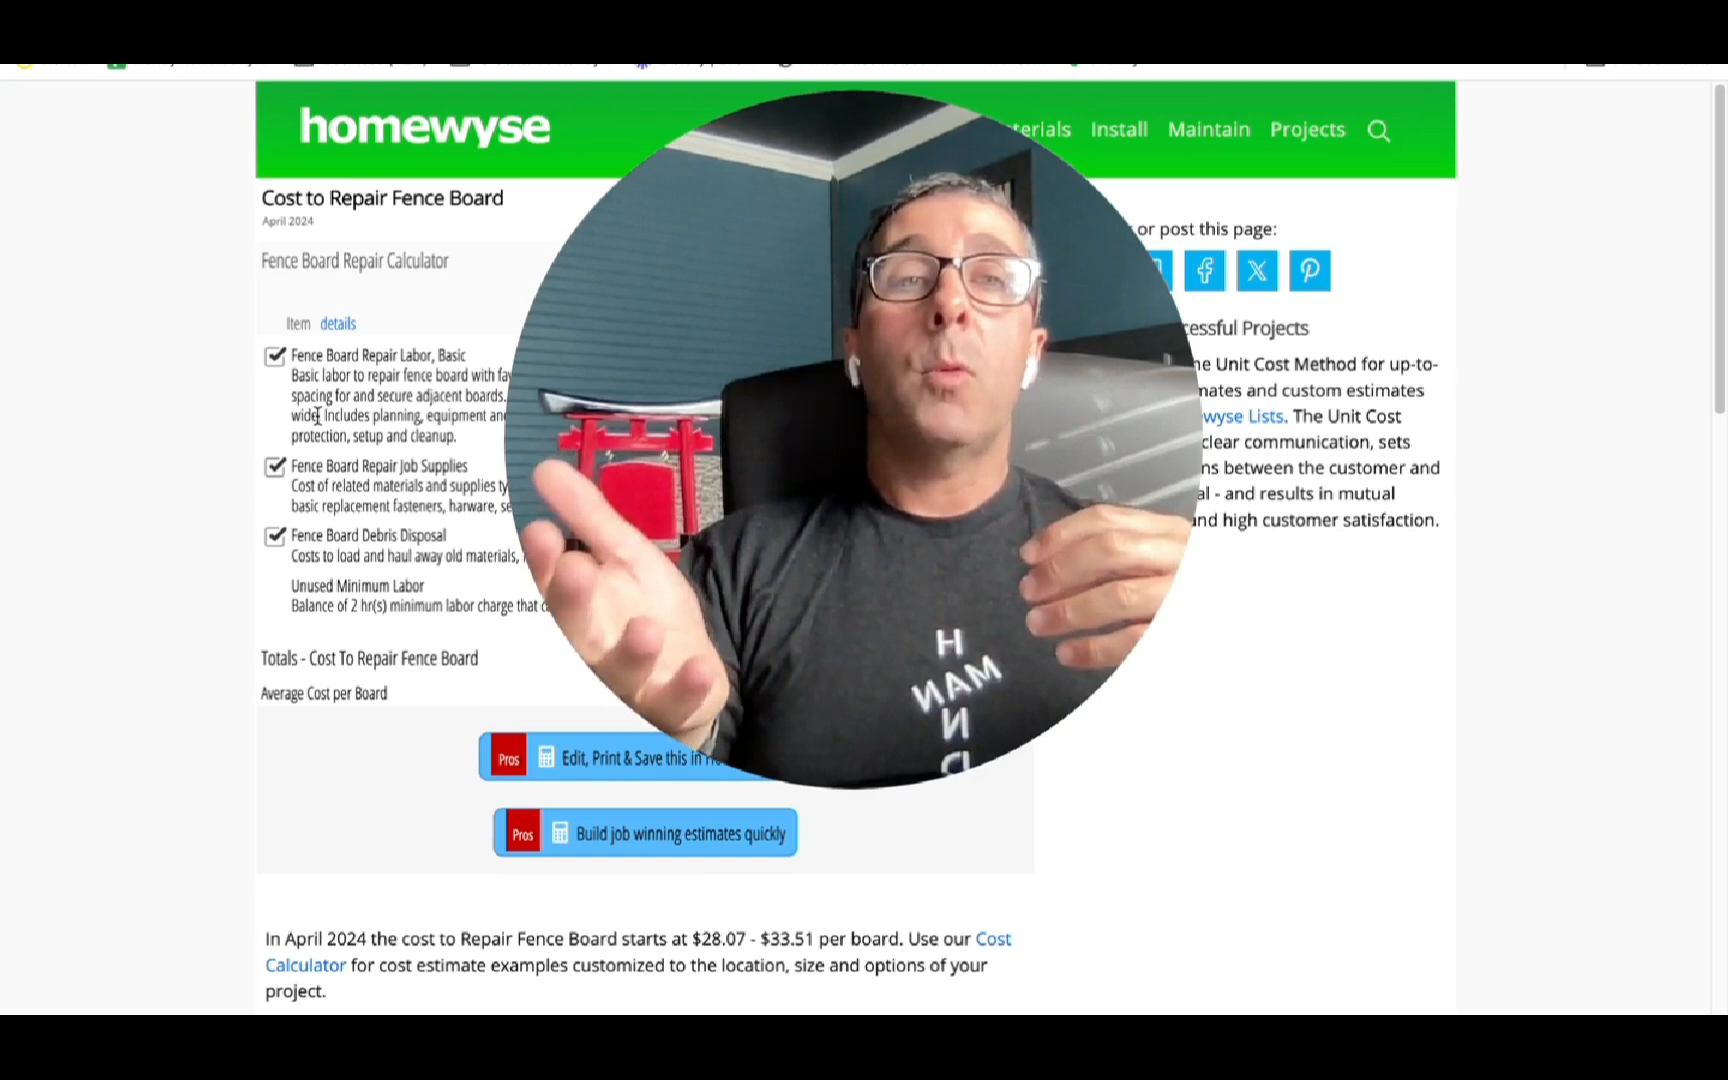 homewyse
terials Install Maintain Projects
Cost to Repair Fence Board
April 2024
or post this page:
Fence Board Repair Calculator
Item details
essful Projects
Fence Board Repair Labor, Basic
Basic labor to repair fence board with fav
spacing for and secure adjacent boards.
wide. Includes planning, equipment and
protection, setup and cleanup.
Fence Board Repair Job Supplies
Cost of related materials and supplies ty
basic replacement fasteners, harware, se
Fence Board Debris Disposal
Costs to load and haul away old materials,
Unused Minimum Labor
Balance of 2 hr(s) minimum labor charge that c
he Unit Cost Method for up-to-
mates and custom estimates
wyse Lists. The Unit Cost
clear communication, sets
ns between the customer and
al - and results in mutual
and high customer satisfaction.
H
MAN
N
D
Totals - Cost To Repair Fence Board
Average Cost per Board
Pros Edit, Print & Save this in
Pros Build job winning estimates quickly
In April 2024 the cost to Repair Fence Board starts at $28.07 - $33.51 per board. Use our Cost
Calculator for cost estimate examples customized to the location, size and options of your
project.